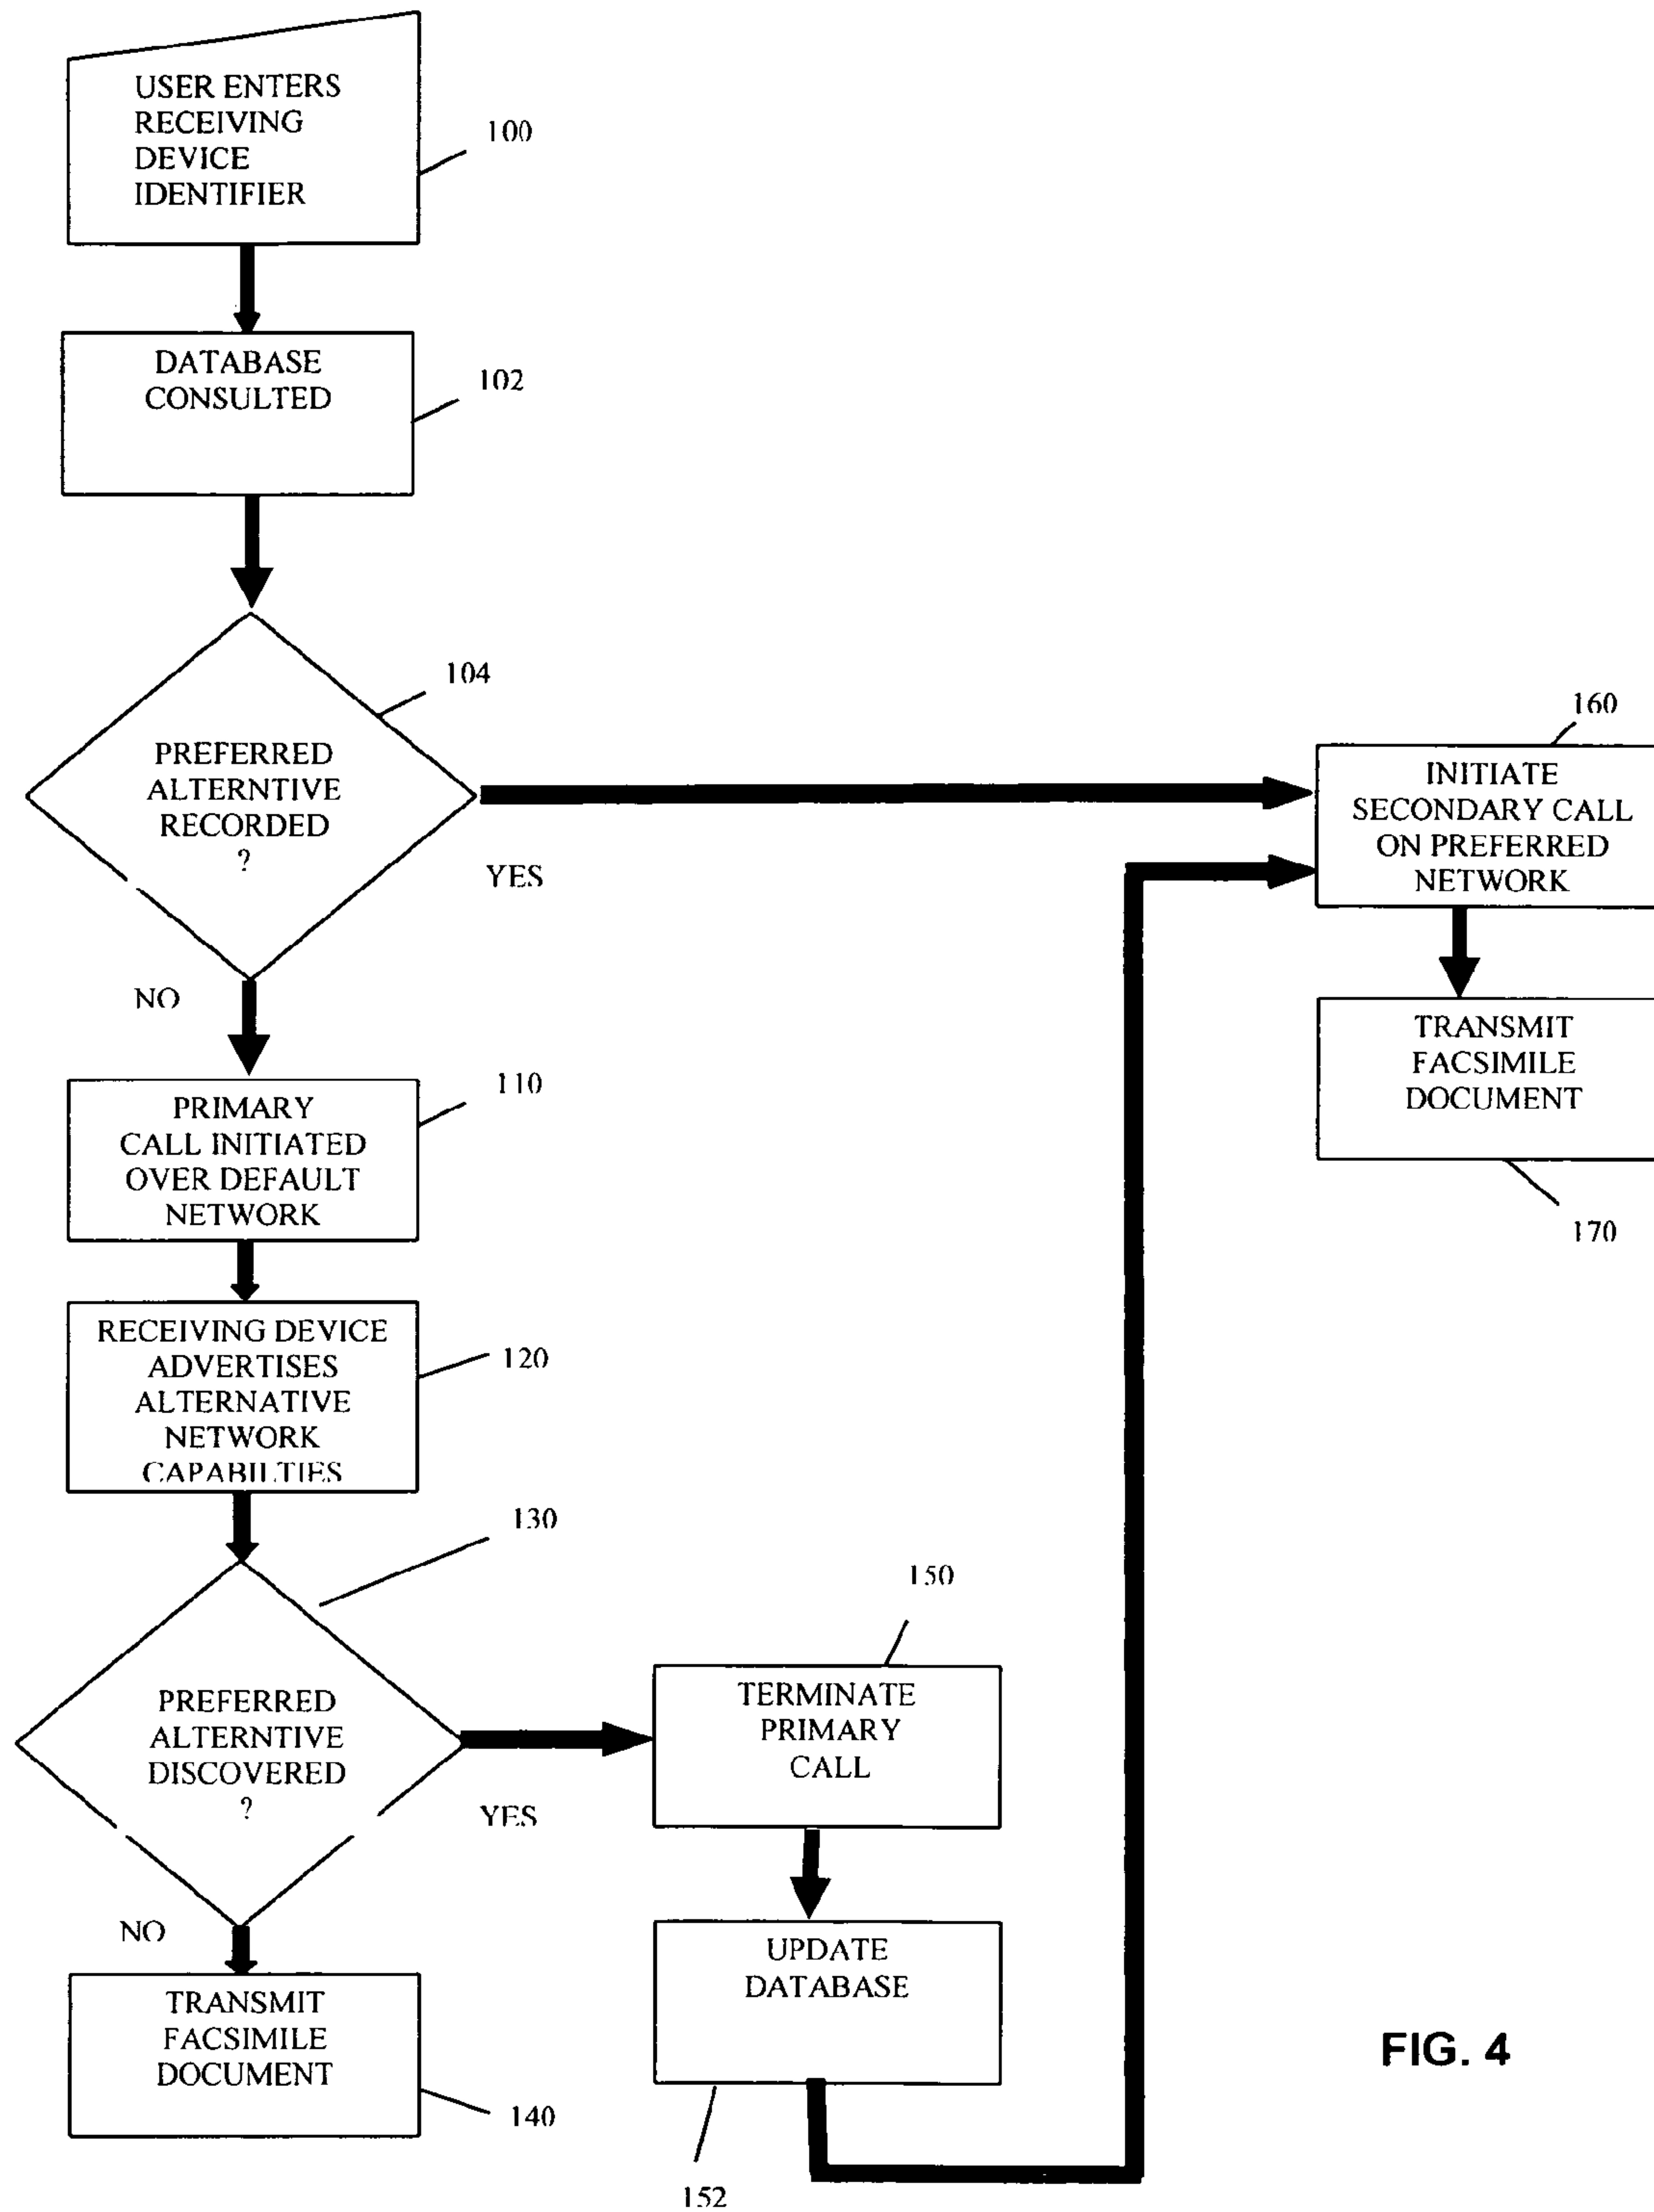 USER ENTERS
RECEIVING
DEVICE
IDENTIFIER
100
DATABASE
CONSULTED
102
104
PREFERRED
ALTERNTIVE
RECORDED
?
YES
NO
160
INITIATE
SECONDARY CALL
ON PREFERRED
NETWORK
TRANSMIT
FACSIMILE
DOCUMENT
170
110
PRIMARY
CALL INITIATED
OVER DEFAULT
NETWORK
RECEIVING DEVICE
ADVERTISES
ALTERNATIVE
NETWORK
CAPABILTIES
120
130
PREFERRED
ALTERNTIVE
DISCOVERED
?
YES
NO
150
TERMINATE
PRIMARY
CALL
UPDATE
DATABASE
152
TRANSMIT
FACSIMILE
DOCUMENT
140
FIG. 4